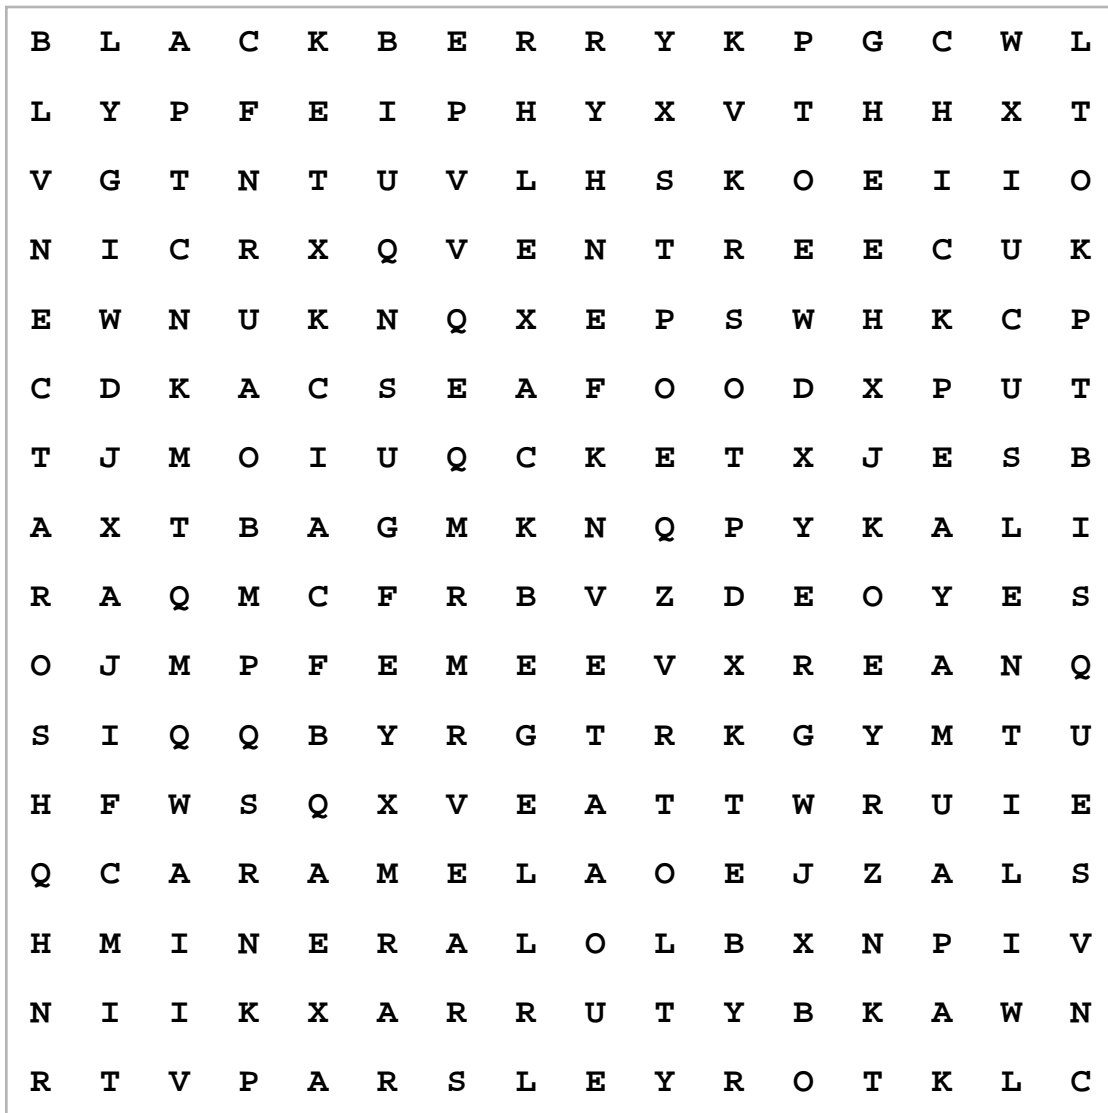 B L A C K B E R R Y K P G C W L
L Y P F E I P H Y X V T H H X T
V G T N T U V L H S K O E I I O
N I C R X Q V E N T R E E C U K
E W N U K N Q X E P S W H K C P
C D K A C S E A F O O D X P U T
T J M O I U Q C K E T X J E S B
A X T B A G M K N Q P Y K A L I
R A Q M C F R B V Z D E O Y E S
O J M P F E M E E V X R E A N Q
S I Q Q B Y R G T R K G Y M T U
H F W S Q X V E A T T W R U I E
Q C A R A M E L A O E J Z A L S
H M I N E R A L O L B X N P I V
N I I K X A R R U T Y B K A W N
R T V P A R S L E Y R O T K L C